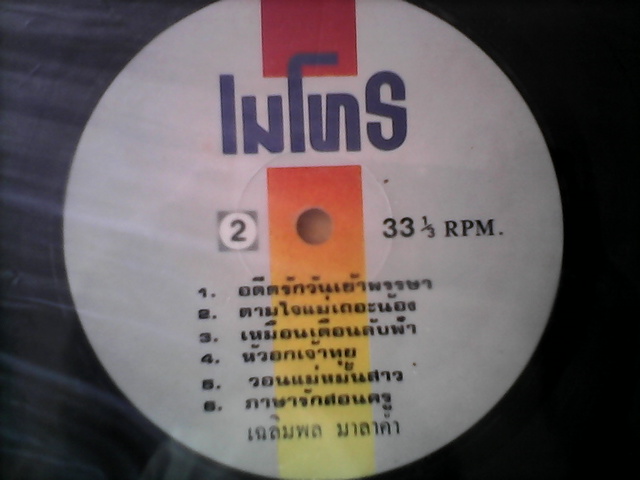 ไมโทร
2 33⅓ RPM.
1. อดีตรักวันเข้าพรรษา
2. ตามใจแม่เถอะน้อง
3. เหมือนเดือนดับฟ้า
4. หัวอกเจ้าหยู
5. วอนแม่หม้ันสาว
6. ภาษารักสอนครู
เฉลิมพล มาลาคำ